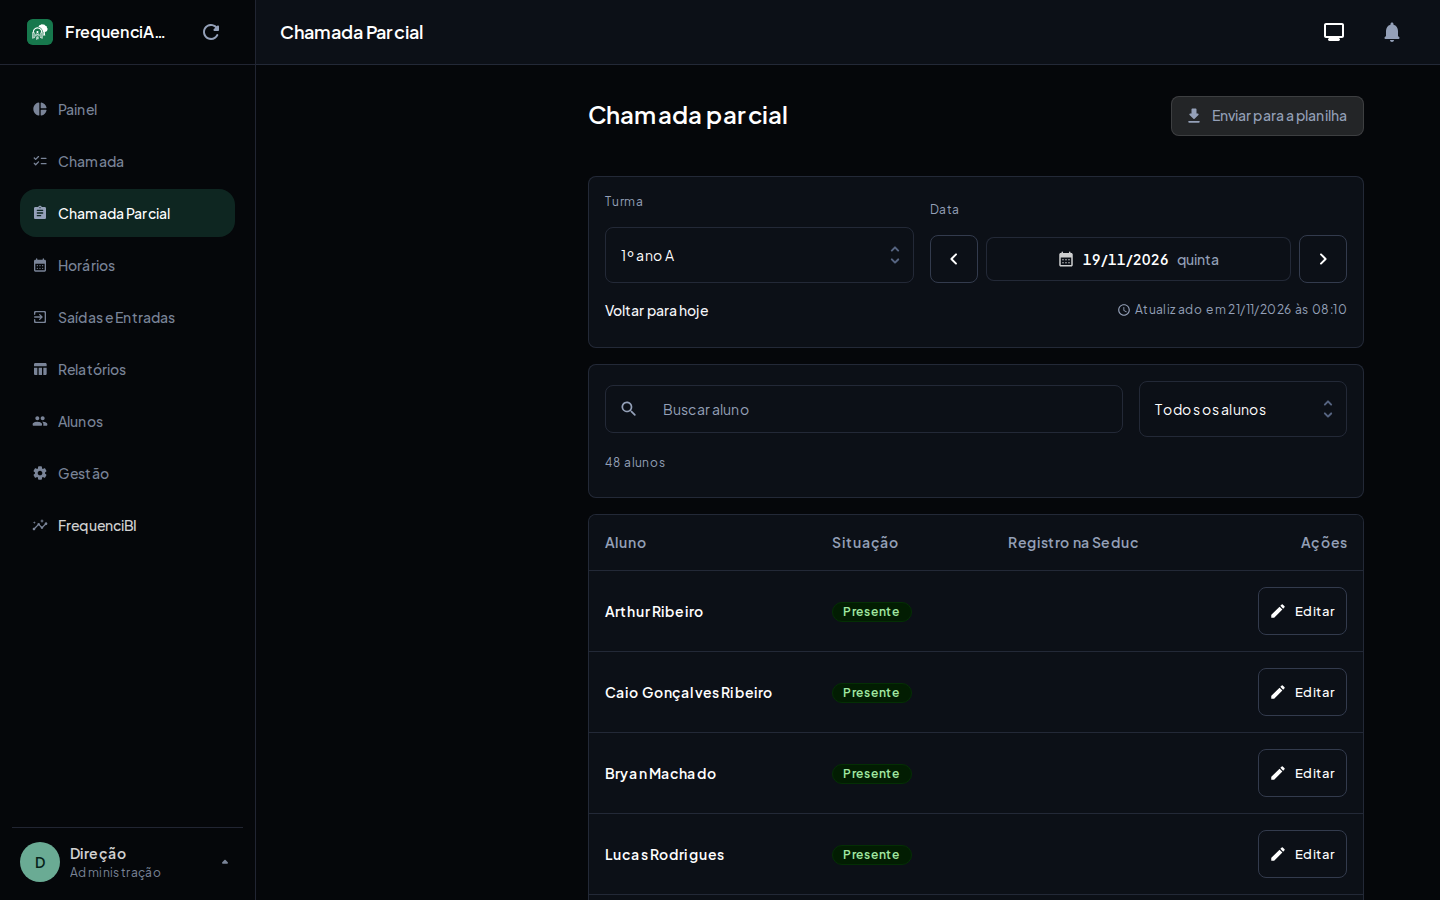 FrequenciA...
Chamada Parcial
Painel
Chamada
Chamada Parcial
Horários
Saídas e Entradas
Relatórios
Alunos
Gestão
FrequenciBI
D
Direção
Administração
Chamada parcial
Enviar para a planilha
Turma
Data
1º ano A
19/11/2026 quinta
Voltar para hoje
Atualizado em 21/11/2026 às 08:10
Buscar aluno
Todos os alunos
48 alunos
Aluno Situação Registro na Seduc Ações
Arthur Ribeiro Presente Editar
Caio Gonçalves Ribeiro Presente Editar
Bryan Machado Presente Editar
Lucas Rodrigues Presente Editar